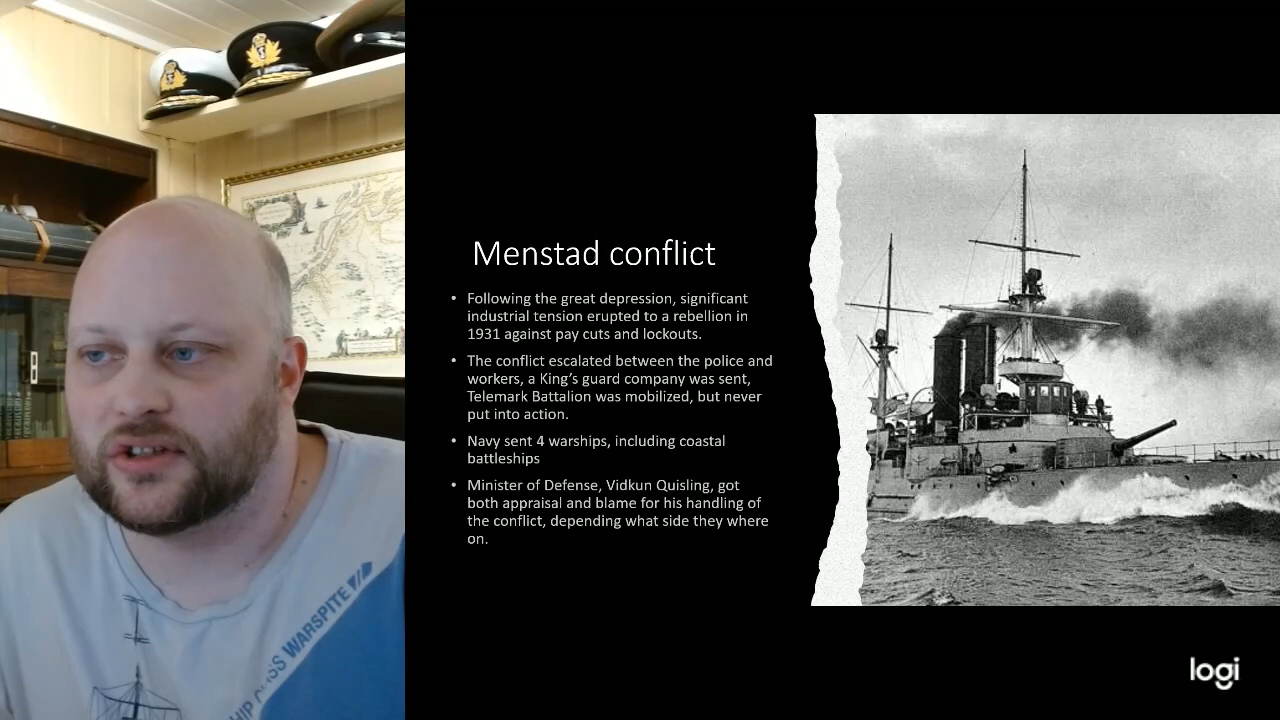 Menstad conflict
• Following the great depression, significant
industrial tension erupted to a rebellion in
1931 against pay cuts and lockouts.
• The conflict escalated between the police and
workers, a King's guard company was sent,
Telemark Battalion was mobilized, but never
put into action.
• Navy sent 4 warships, including coastal
battleships
• Minister of Defense, Vidkun Quisling, got
both appraisal and blame for his handling of
the conflict, depending what side they where
on.
WARSPITE
logi